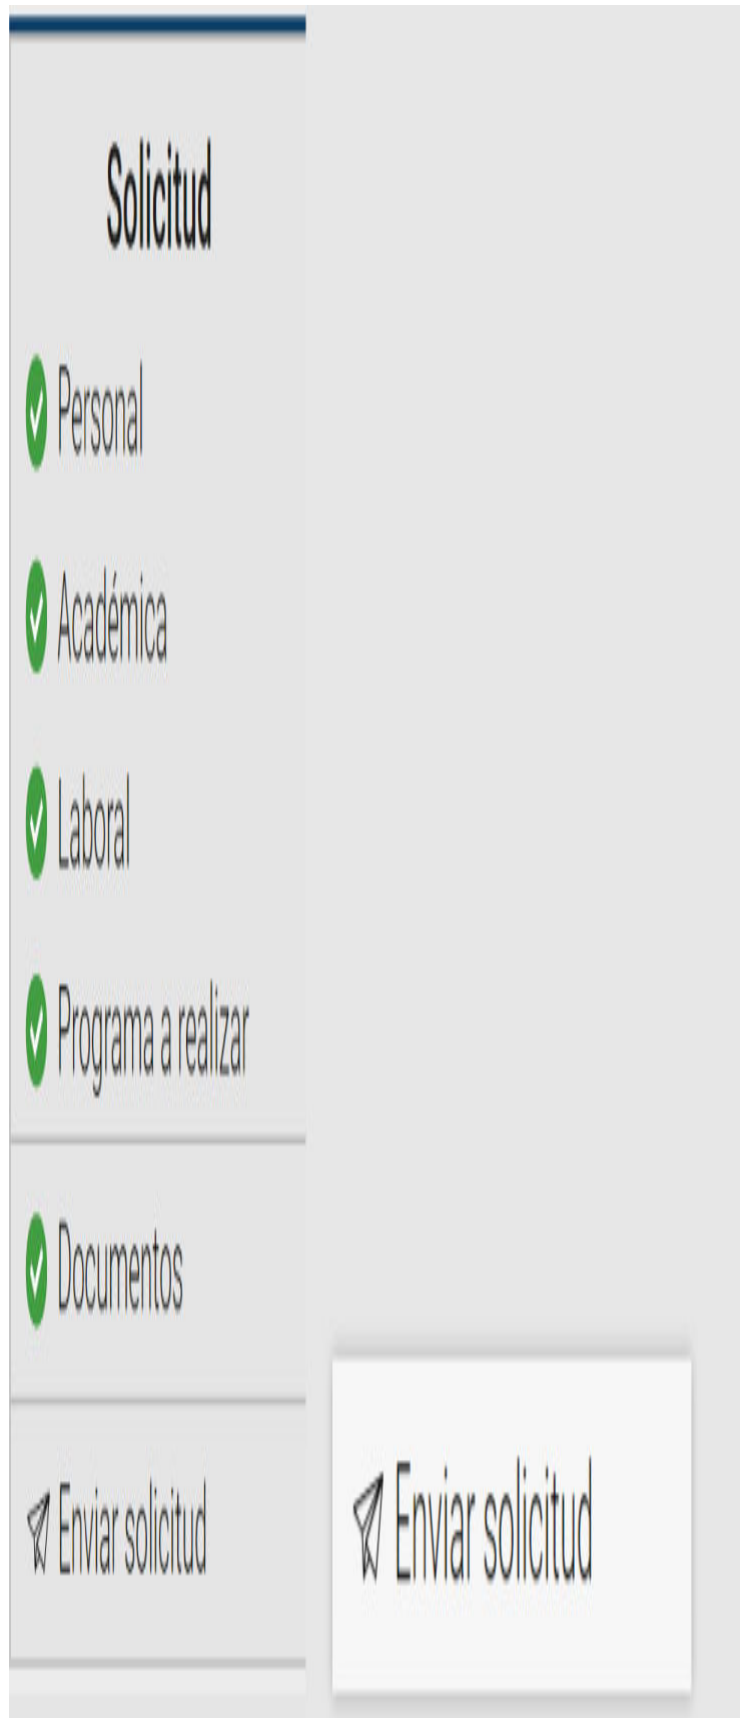 Solicitud
Personal
Académica
Laboral
Programa a realizar
Documentos
Enviar solicitud
Enviar solicitud